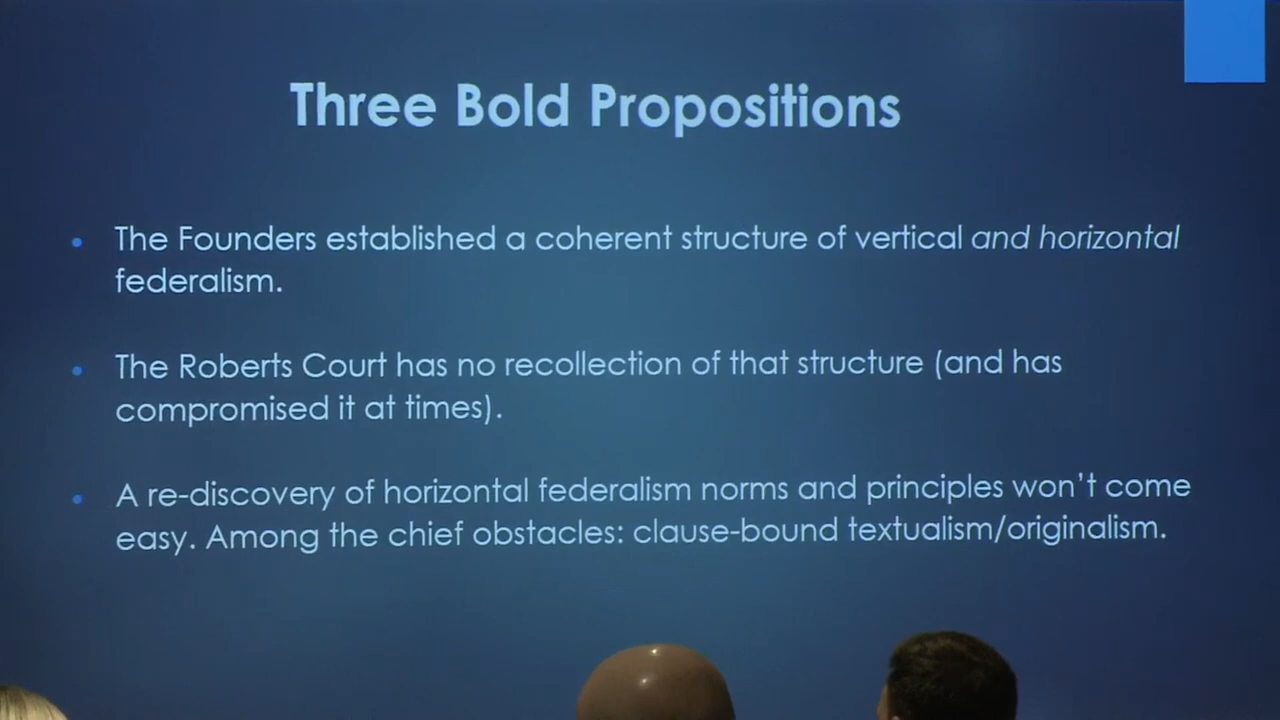 Three Bold Propositions
• The Founders established a coherent structure of vertical and horizontal
federalism.
• The Roberts Court has no recollection of that structure (and has
compromised it at times).
• A re-discovery of horizontal federalism norms and principles won't come
easy. Among the chief obstacles: clause-bound textualism/originalism.